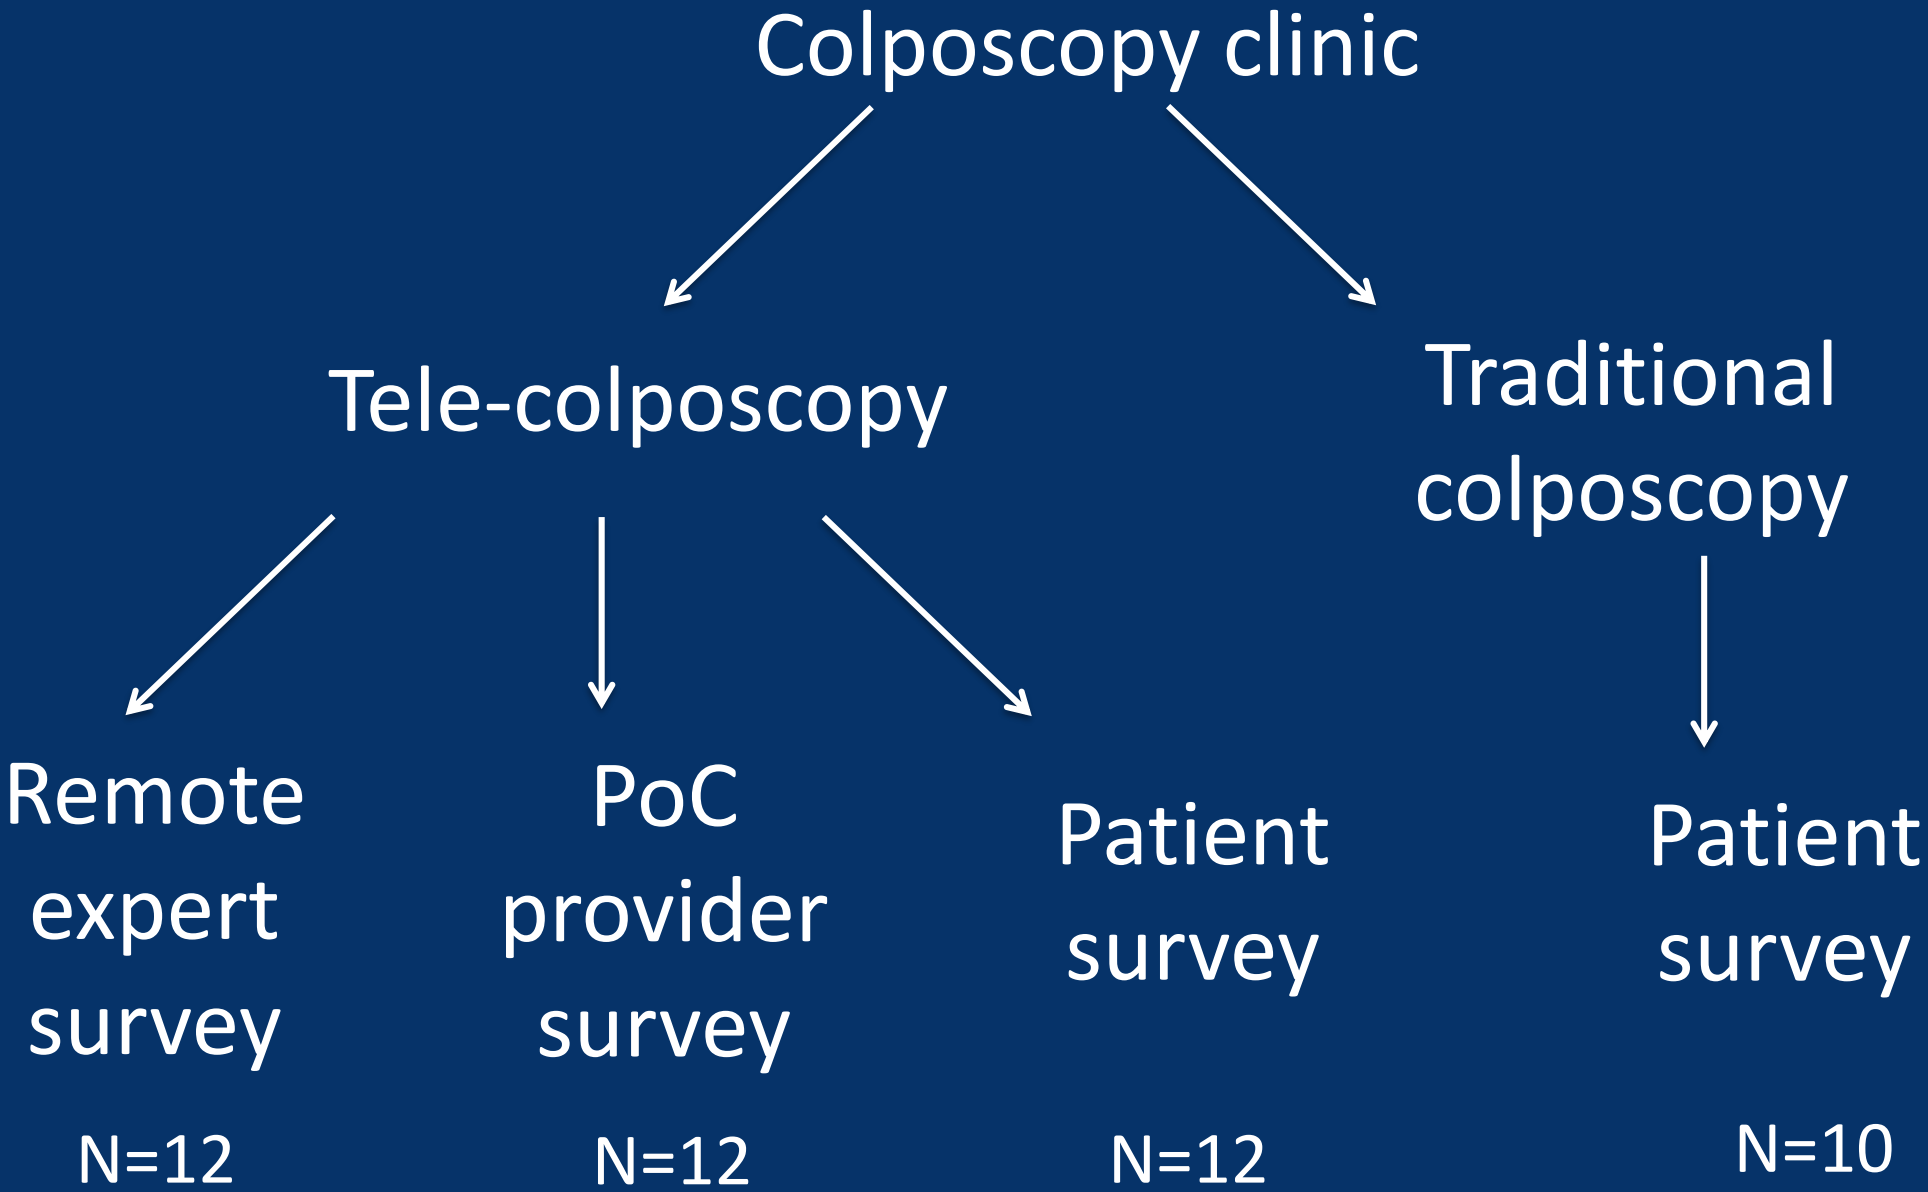 Colposcopy clinic
Tele-colposcopy
Traditional
colposcopy
Remote
expert
survey
PoC
provider
survey
Patient
survey
Patient
survey
N=12
N=12
N=12
N=10